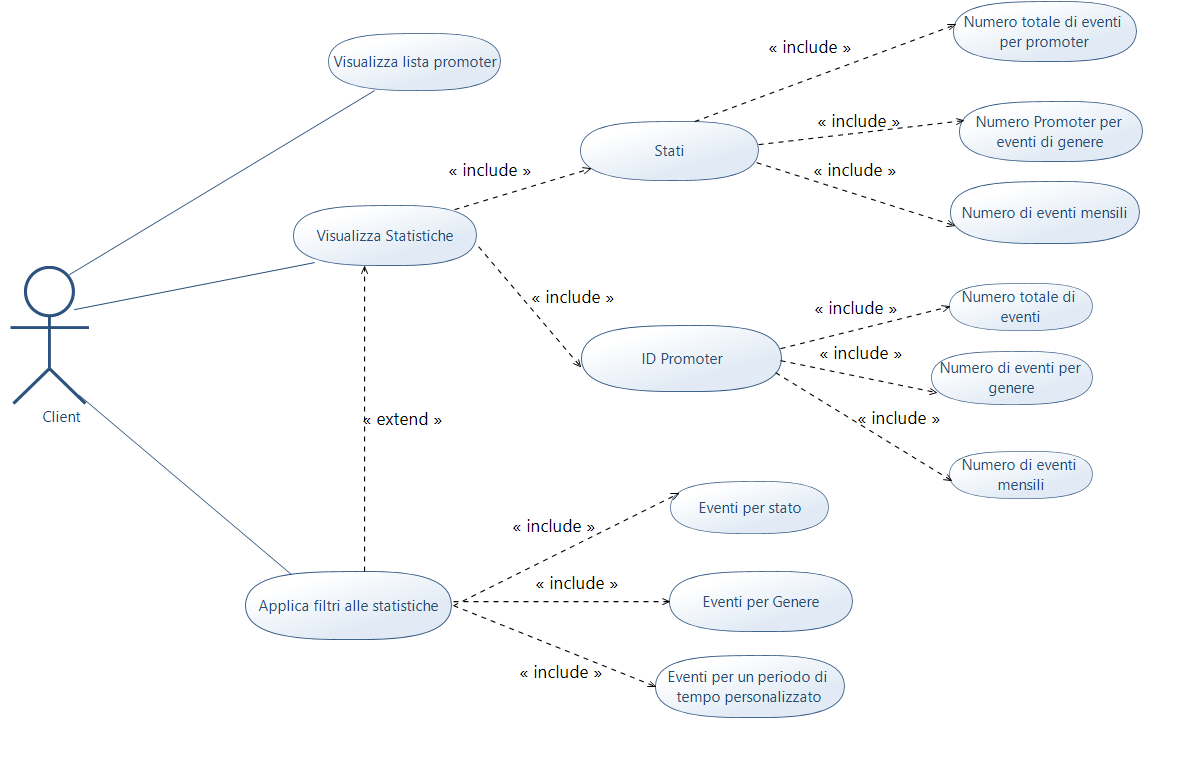 Numero totale di eventi
per promoter
« include »
Visualizza lista promoter
« include »
Numero Promoter per
eventi di genere
Stati
« include »
« include »
Numero di eventi mensili
Visualizza Statistiche
« include »
Numero totale di
eventi
« include »
ID Promoter
« include »
Numero di eventi per
genere
Client
« extend »
« include »
Numero di eventi
mensili
Eventi per stato
« include »
« include »
Eventi per Genere
Applica filtri alle statistiche
« include »
Eventi per un periodo di
tempo personalizzato